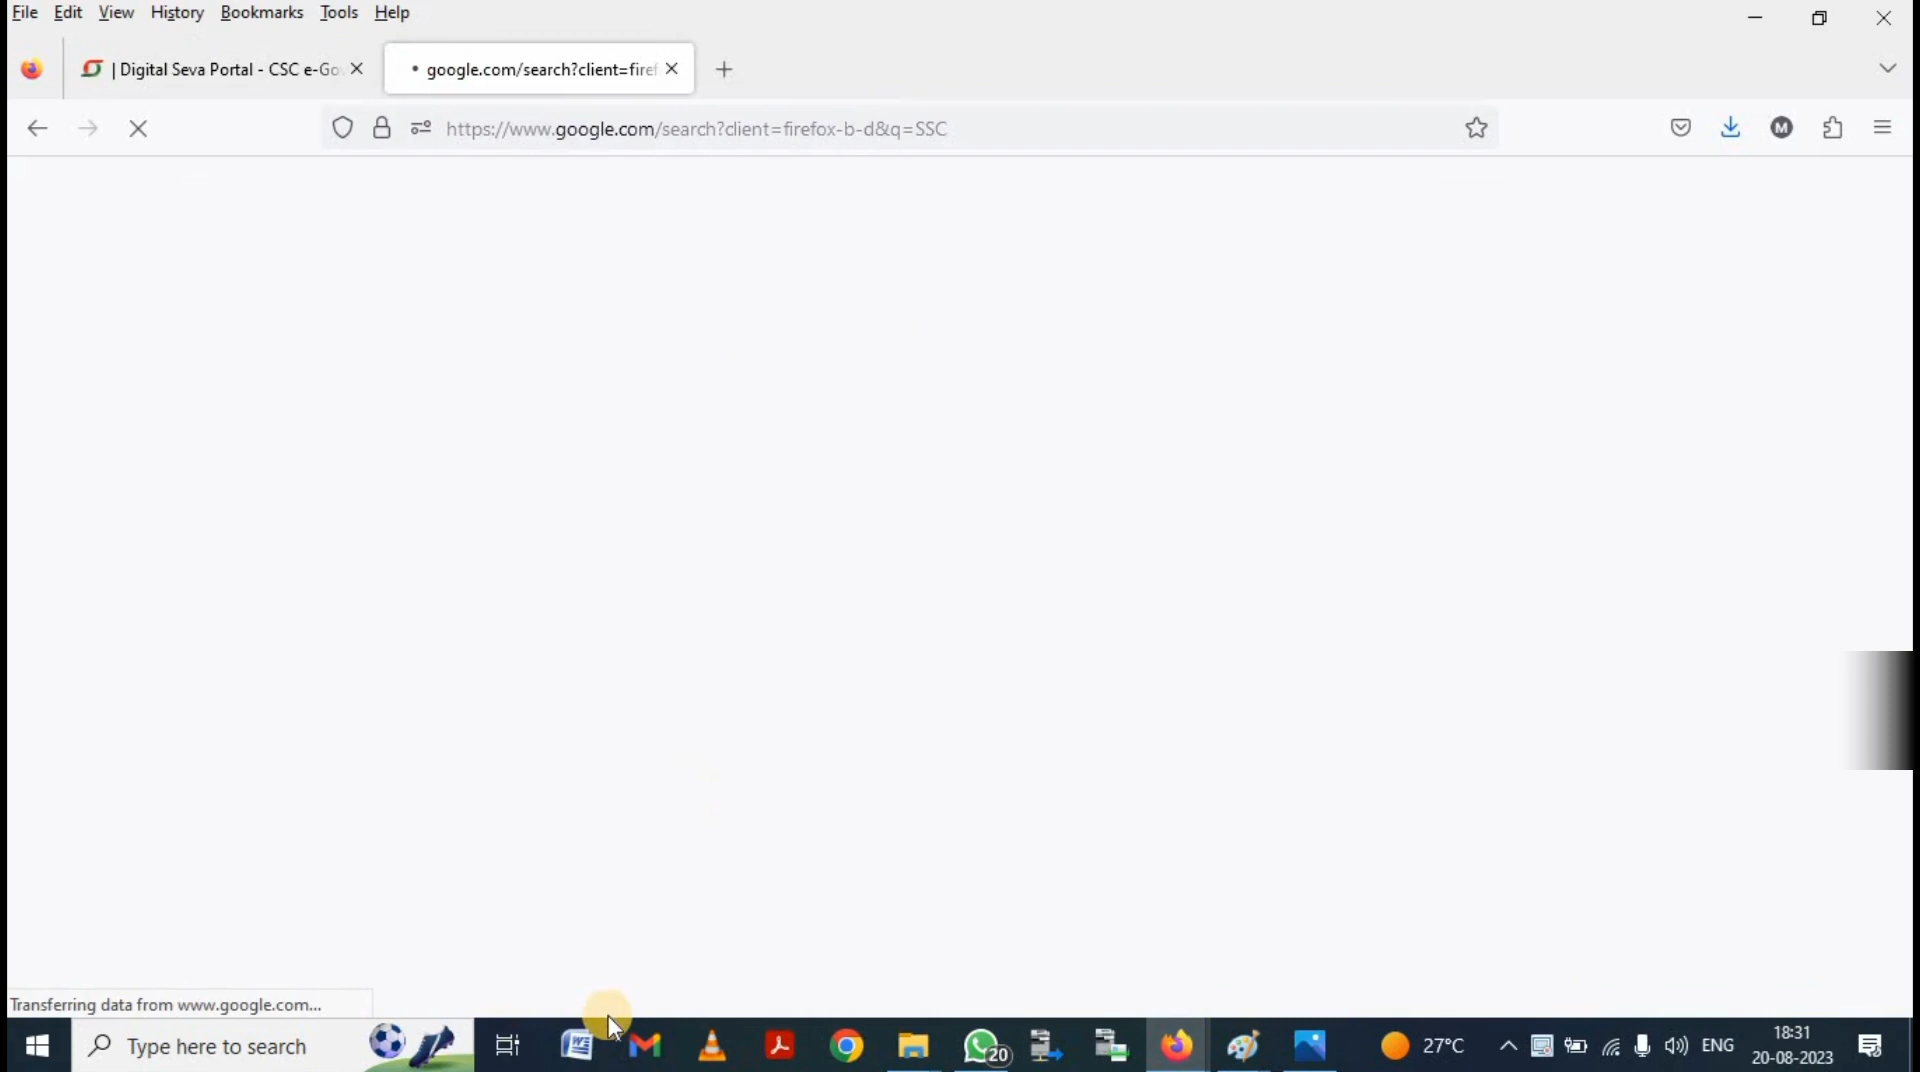 File Edit View History Bookmarks Tools Help
| Digital Seva Portal - CSC e-Go
google.com/search?client=firef
https://www.google.com/search?client=firefox-b-d&q=SSC
M
Transferring data from www.google.com...
Type here to search
20
27°C
ENG
18:31
20-08-2023